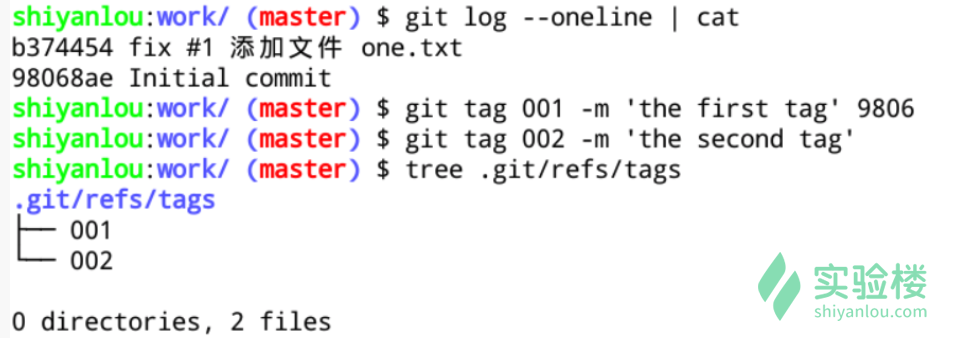 shiyanlou:work/ (master) $ git log --oneline | cat
b374454 fix #1 添加文件 one.txt
98068ae Initial commit
shiyanlou:work/ (master) $ git tag 001 -m 'the first tag' 9806
shiyanlou:work/ (master) $ git tag 002 -m 'the second tag'
shiyanlou:work/ (master) $ tree .git/refs/tags
.git/refs/tags
├── 001
└── 002
0 directories, 2 files
实验楼
shiyanlou.com